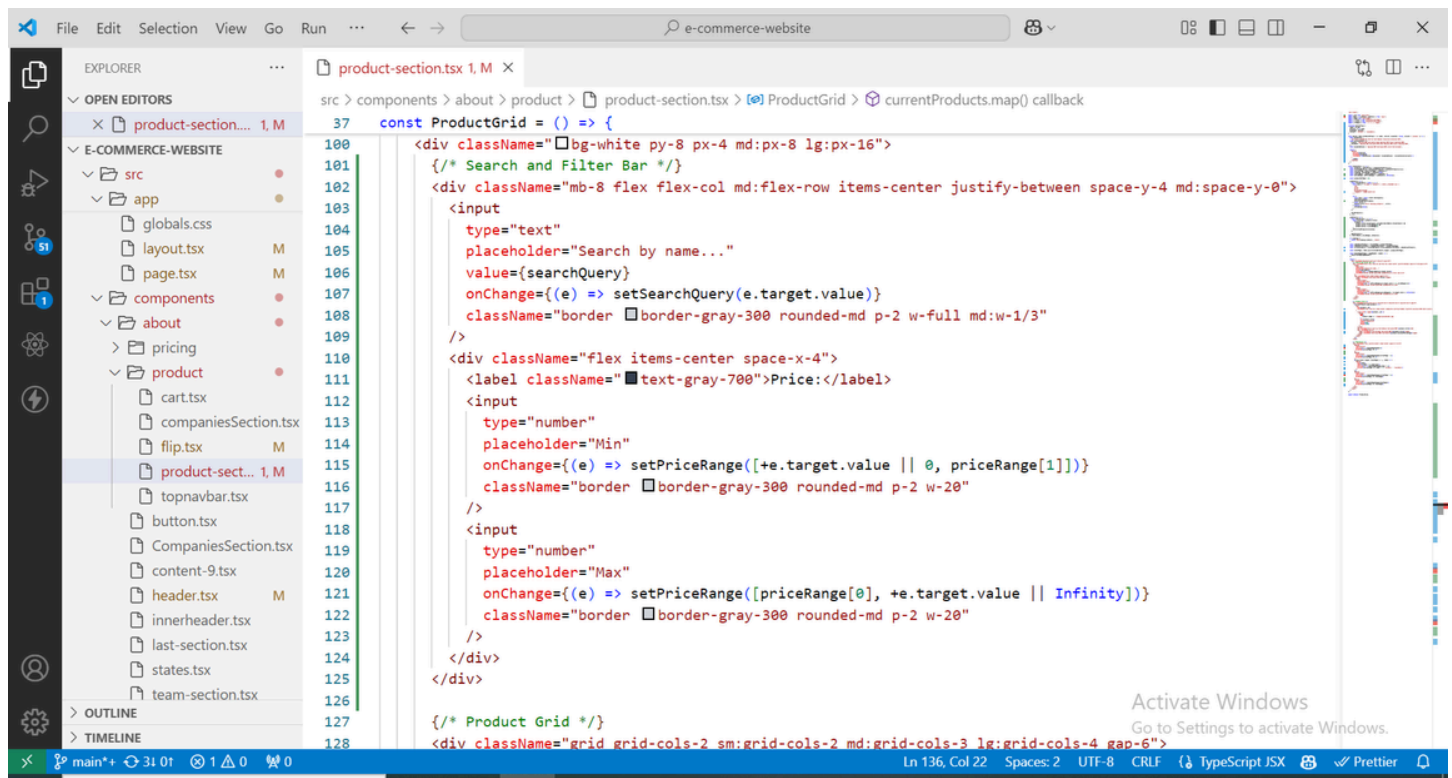 File Edit Selection View Go Run ··· e-commerce-website
EXPLORER ···
OPEN EDITORS
product-section.... 1, M
E-COMMERCE-WEBSITE
src
app
globals.css
layout.tsx M
page.tsx M
components
about
pricing
product
cart.tsx
companiesSection.tsx
flip.tsx M
product-sect... 1, M
topnavbar.tsx
button.tsx
CompaniesSection.tsx
content-9.tsx
header.tsx M
innerheader.tsx
last-section.tsx
states.tsx
team-section.tsx
OUTLINE
TIMELINE
51
1
product-section.tsx 1, M
src > components > about > product > product-section.tsx > ProductGrid > currentProducts.map() callback
37 const ProductGrid = () => {
100 <div className="bg-white py-8 px-4 md:px-8 lg:px-16">
101 {/* Search and Filter Bar */}
102 <div className="mb-8 flex flex-col md:flex-row items-center justify-between space-y-4 md:space-y-0">
103 <input
104 type="text"
105 placeholder="Search by name..."
106 value={searchQuery}
107 onChange={(e) => setSearchQuery(e.target.value)}
108 className="border border-gray-300 rounded-md p-2 w-full md:w-1/3"
109 />
110 <div className="flex items-center space-x-4">
111 <label className="text-gray-700">Price:</label>
112 <input
113 type="number"
114 placeholder="Min"
115 onChange={(e) => setPriceRange([+e.target.value || 0, priceRange[1]])}
116 className="border border-gray-300 rounded-md p-2 w-20"
117 />
118 <input
119 type="number"
120 placeholder="Max"
121 onChange={(e) => setPriceRange([priceRange[0], +e.target.value || Infinity])}
122 className="border border-gray-300 rounded-md p-2 w-20"
123 />
124 </div>
125 </div>
126
127 {/* Product Grid */}
128 <div className="grid grid-cols-2 sm:grid-cols-2 md:grid-cols-3 lg:grid-cols-4 gap-6">
Activate Windows
Go to Settings to activate Windows.
main*+ 3↓ 0↑ 1 0 0 Ln 136, Col 22 Spaces: 2 UTF-8 CRLF TypeScript JSX Prettier